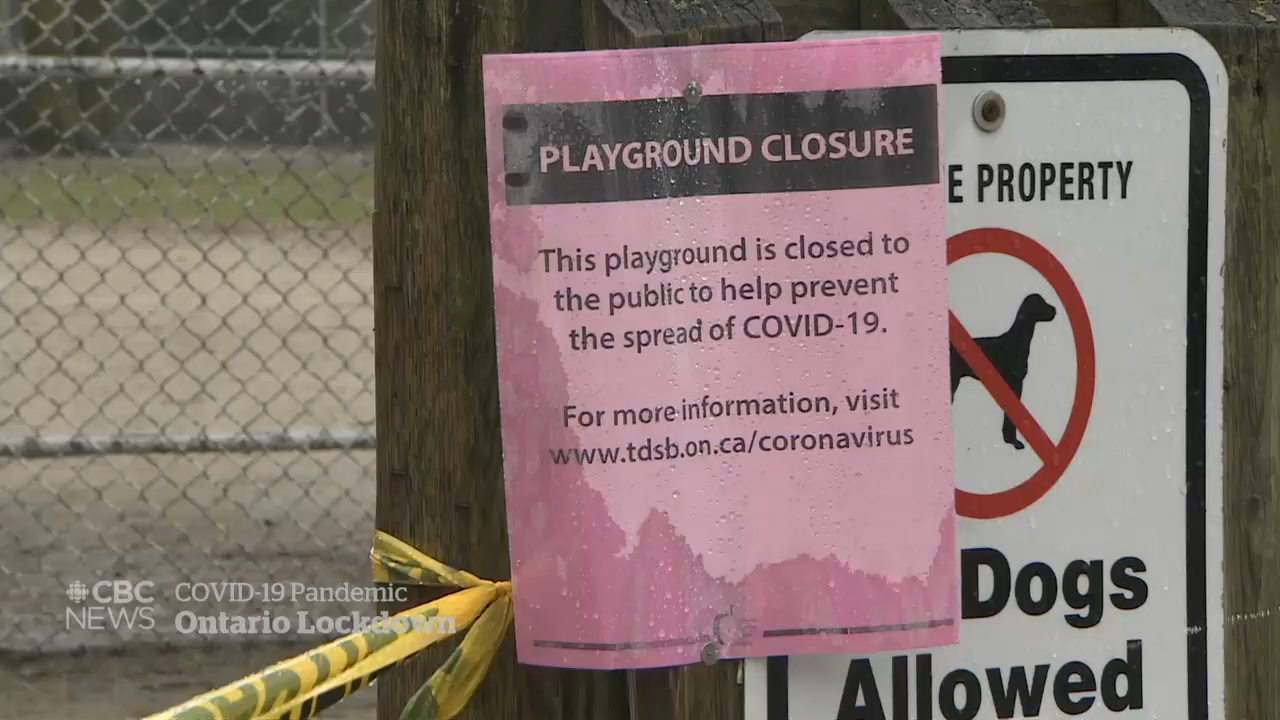 PLAYGROUND CLOSURE
This playground is closed to
the public to help prevent
the spread of COVID-19.
For more information, visit
www.tdsb.on.ca/coronavirus
E PROPERTY
Dogs
Allowed
CBC
NEWS
COVID-19 Pandemic
Ontario Lockdown